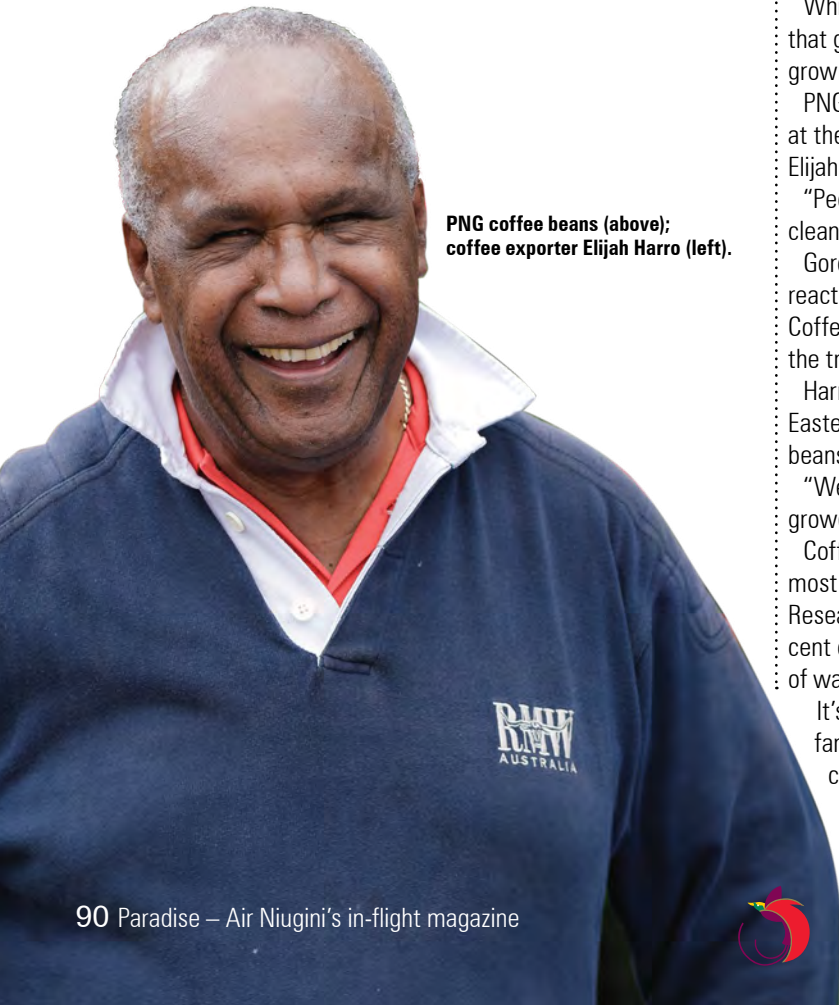 PNG coffee beans (above);
coffee exporter Elijah Harro (left).
RMW
AUSTRALIA
Wh
that g
grow
PNG
at the
Elijah
“Peo
clean
Goro
react
Coffe
the tr
Harr
Easte
beans
“We
growe
Coff
most
Resea
cent o
of wa
It’s
far
c
90 Paradise – Air Niugini’s in-flight magazine